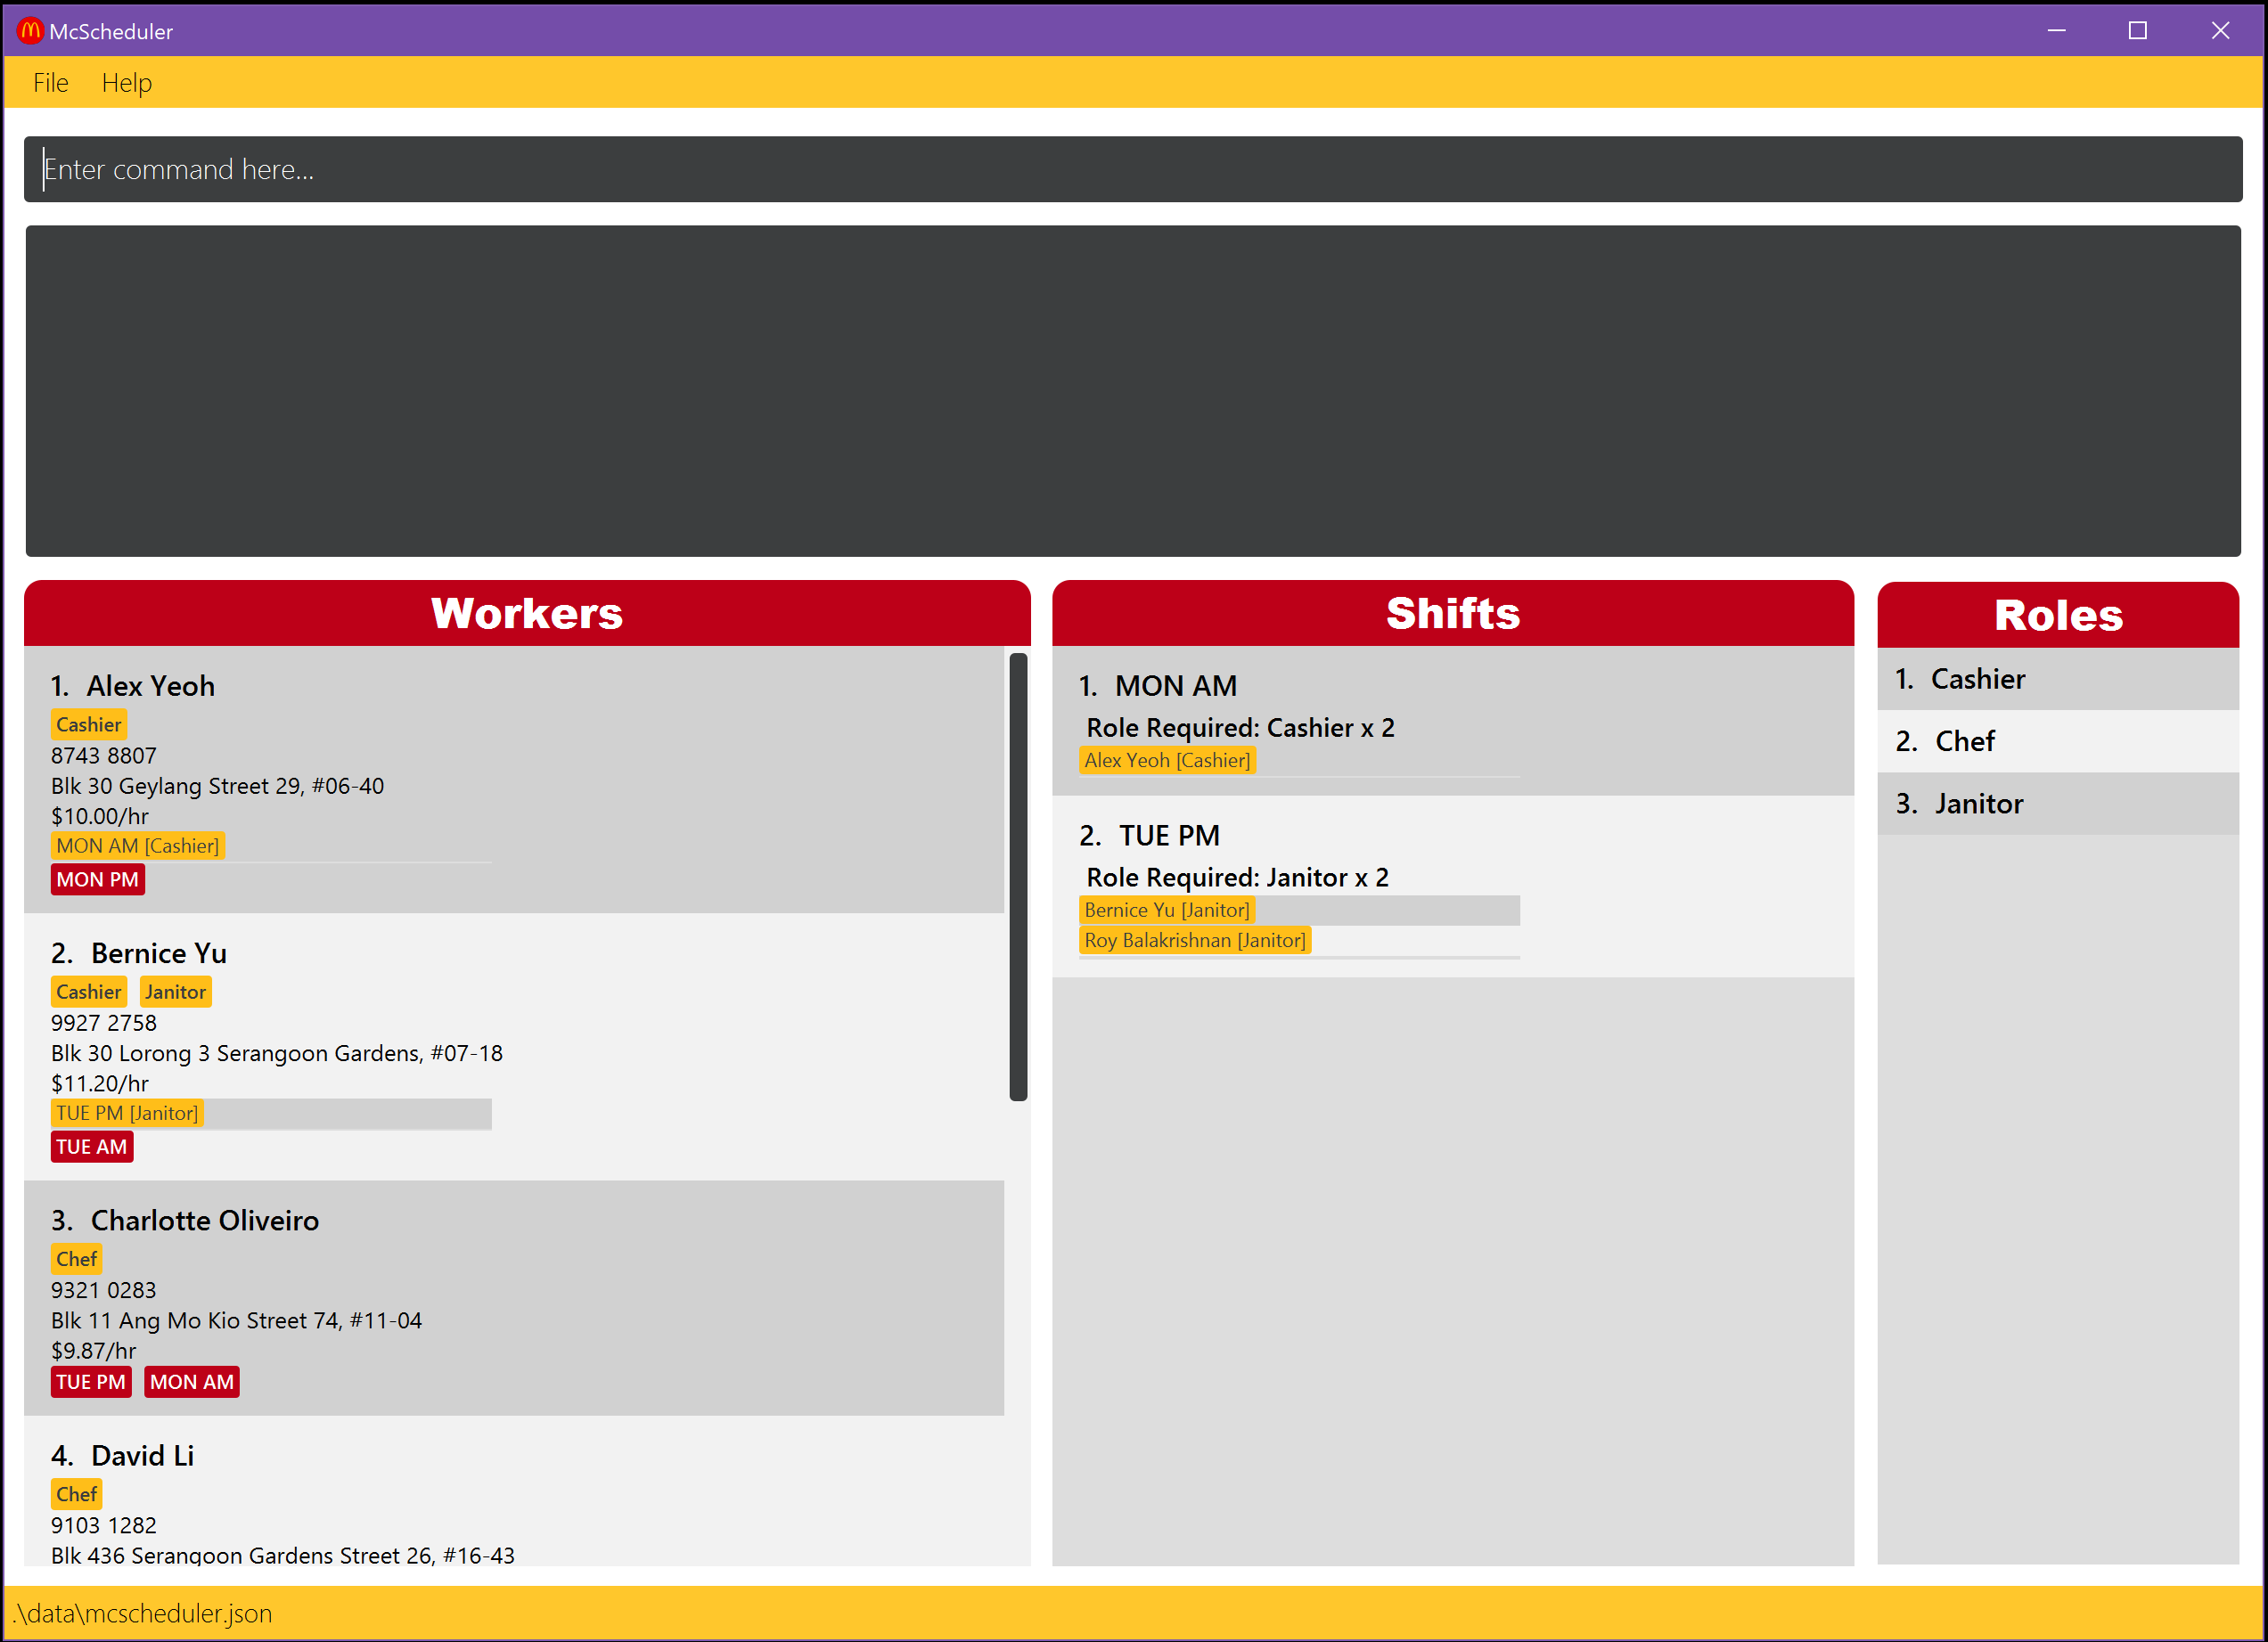 McScheduler
File Help
Enter command here...
Workers
1. Alex Yeoh
Cashier
8743 8807
Blk 30 Geylang Street 29, #06-40
$10.00/hr
MON AM [Cashier]
MON PM
2. Bernice Yu
Cashier Janitor
9927 2758
Blk 30 Lorong 3 Serangoon Gardens, #07-18
$11.20/hr
TUE PM [Janitor]
TUE AM
3. Charlotte Oliveiro
Chef
9321 0283
Blk 11 Ang Mo Kio Street 74, #11-04
$9.87/hr
TUE PM MON AM
4. David Li
Chef
9103 1282
Blk 436 Serangoon Gardens Street 26, #16-43
Shifts
1. MON AM
Role Required: Cashier x 2
Alex Yeoh [Cashier]
2. TUE PM
Role Required: Janitor x 2
Bernice Yu [Janitor]
Roy Balakrishnan [Janitor]
Roles
1. Cashier
2. Chef
3. Janitor
.\data\mcscheduler.json